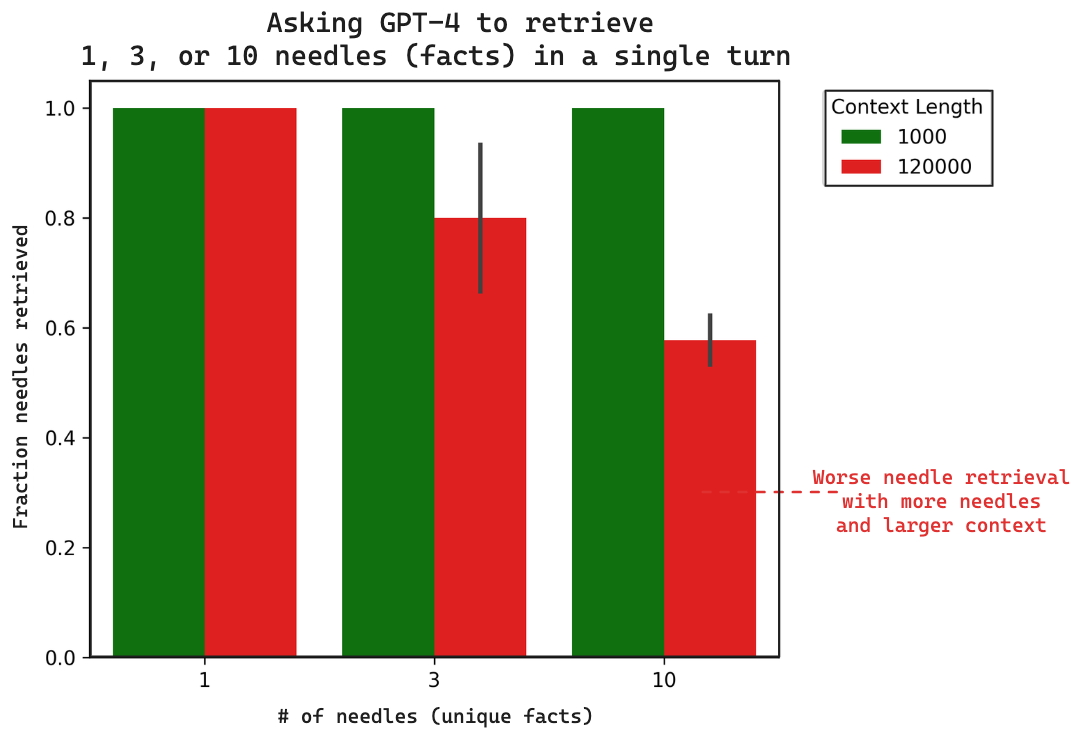 Asking GPT-4 to retrieve
1, 3, or 10 needles (facts) in a single turn
Context Length
1000
120000
Fraction needles retrieved
1.0
0.8
0.6
0.4
0.2
0.0
Worse needle retrieval
with more needles
and larger context
1
3
10
# of needles (unique facts)